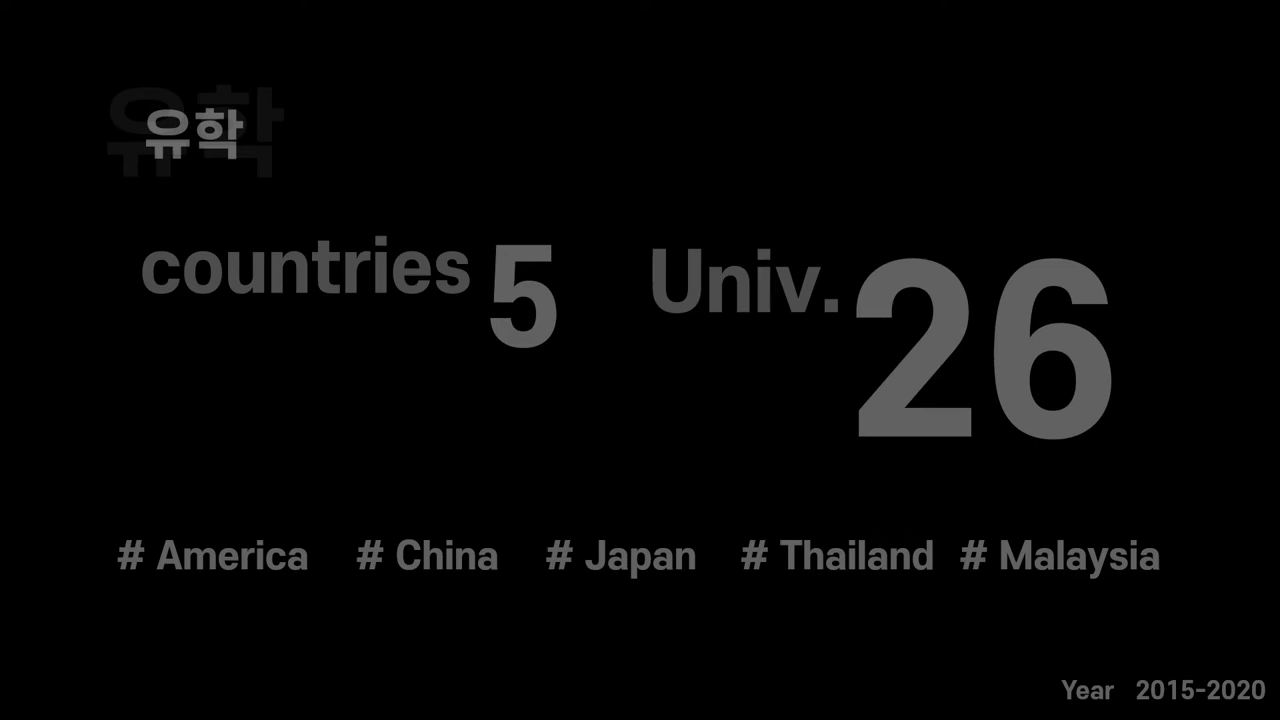 유학
countries 5 Univ. 26
# America # China # Japan # Thailand # Malaysia
Year 2015-2020